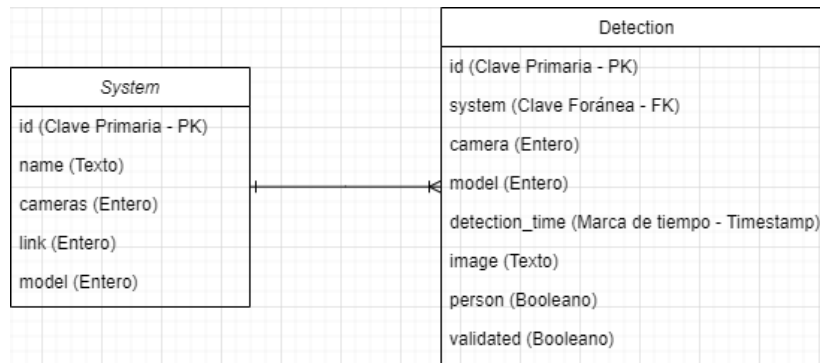 System
id (Clave Primaria - PK)
name (Texto)
cameras (Entero)
link (Entero)
model (Entero)
Detection
id (Clave Primaria - PK)
system (Clave Foránea - FK)
camera (Entero)
model (Entero)
detection_time (Marca de tiempo - Timestamp)
image (Texto)
person (Booleano)
validated (Booleano)